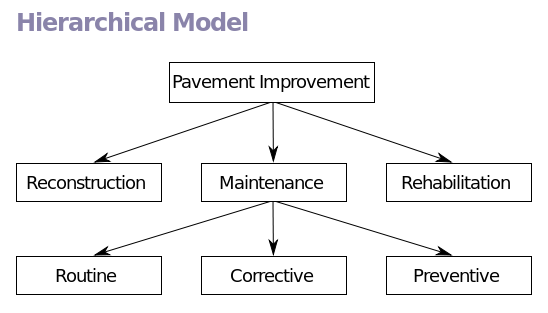 Hierarchical Model
Pavement Improvement
Reconstruction
Maintenance
Rehabilitation
Routine
Corrective
Preventive